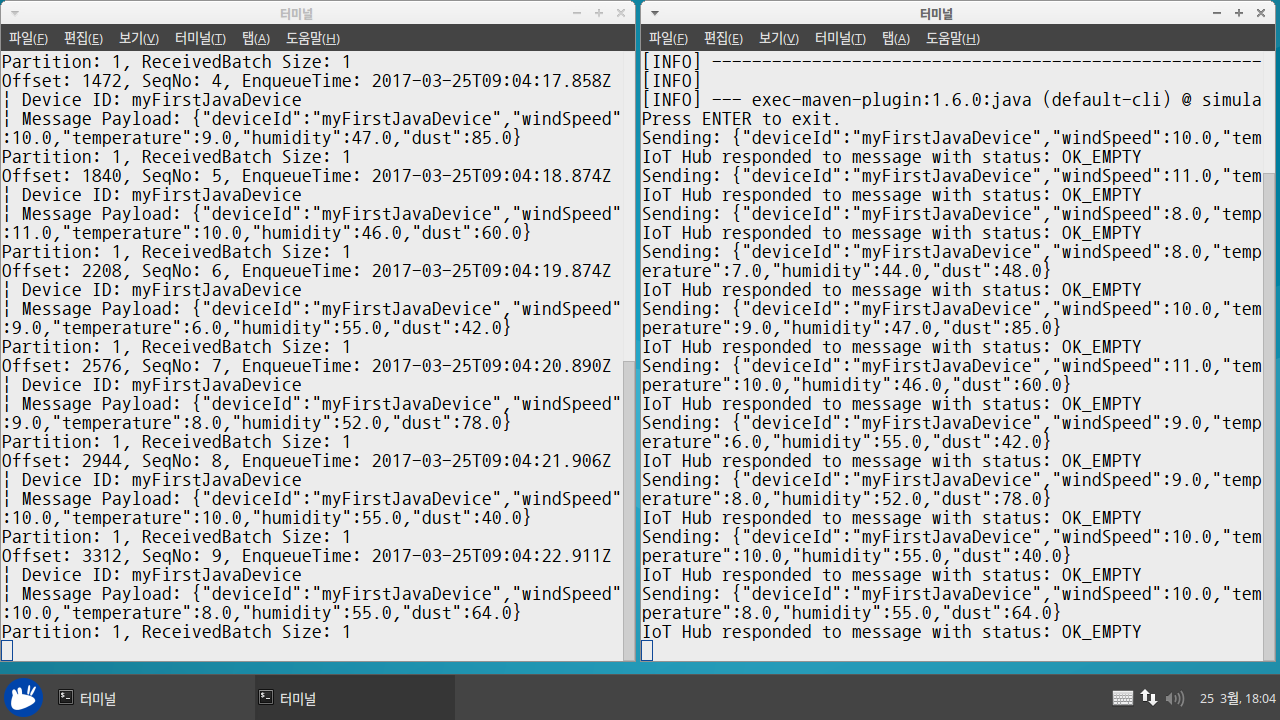 터미널
파일(F) 편집(E) 보기(V) 터미널(T) 탭(A) 도움말(H)
Partition: 1, ReceivedBatch Size: 1
Offset: 1472, SeqNo: 4, EnqueueTime: 2017-03-25T09:04:17.858Z
¦ Device ID: myFirstJavaDevice
¦ Message Payload: {"deviceId":"myFirstJavaDevice","windSpeed"
:10.0,"temperature":9.0,"humidity":47.0,"dust":85.0}
Partition: 1, ReceivedBatch Size: 1
Offset: 1840, SeqNo: 5, EnqueueTime: 2017-03-25T09:04:18.874Z
¦ Device ID: myFirstJavaDevice
¦ Message Payload: {"deviceId":"myFirstJavaDevice","windSpeed"
:11.0,"temperature":10.0,"humidity":46.0,"dust":60.0}
Partition: 1, ReceivedBatch Size: 1
Offset: 2208, SeqNo: 6, EnqueueTime: 2017-03-25T09:04:19.874Z
¦ Device ID: myFirstJavaDevice
¦ Message Payload: {"deviceId":"myFirstJavaDevice","windSpeed"
:9.0,"temperature":6.0,"humidity":55.0,"dust":42.0}
Partition: 1, ReceivedBatch Size: 1
Offset: 2576, SeqNo: 7, EnqueueTime: 2017-03-25T09:04:20.890Z
¦ Device ID: myFirstJavaDevice
¦ Message Payload: {"deviceId":"myFirstJavaDevice","windSpeed"
:9.0,"temperature":8.0,"humidity":52.0,"dust":78.0}
Partition: 1, ReceivedBatch Size: 1
Offset: 2944, SeqNo: 8, EnqueueTime: 2017-03-25T09:04:21.906Z
¦ Device ID: myFirstJavaDevice
¦ Message Payload: {"deviceId":"myFirstJavaDevice","windSpeed"
:10.0,"temperature":10.0,"humidity":55.0,"dust":40.0}
Partition: 1, ReceivedBatch Size: 1
Offset: 3312, SeqNo: 9, EnqueueTime: 2017-03-25T09:04:22.911Z
¦ Device ID: myFirstJavaDevice
¦ Message Payload: {"deviceId":"myFirstJavaDevice","windSpeed"
:10.0,"temperature":8.0,"humidity":55.0,"dust":64.0}
Partition: 1, ReceivedBatch Size: 1
터미널
파일(F) 편집(E) 보기(V) 터미널(T) 탭(A) 도움말(H)
[INFO] -------------------------------------------------------
[INFO]
[INFO] --- exec-maven-plugin:1.6.0:java (default-cli) @ simula
Press ENTER to exit.
Sending: {"deviceId":"myFirstJavaDevice","windSpeed":10.0,"tem
IoT Hub responded to message with status: OK_EMPTY
Sending: {"deviceId":"myFirstJavaDevice","windSpeed":11.0,"tem
IoT Hub responded to message with status: OK_EMPTY
Sending: {"deviceId":"myFirstJavaDevice","windSpeed":8.0,"temp
IoT Hub responded to message with status: OK_EMPTY
Sending: {"deviceId":"myFirstJavaDevice","windSpeed":8.0,"temp
erature":7.0,"humidity":44.0,"dust":48.0}
IoT Hub responded to message with status: OK_EMPTY
Sending: {"deviceId":"myFirstJavaDevice","windSpeed":10.0,"tem
perature":9.0,"humidity":47.0,"dust":85.0}
IoT Hub responded to message with status: OK_EMPTY
Sending: {"deviceId":"myFirstJavaDevice","windSpeed":11.0,"tem
perature":10.0,"humidity":46.0,"dust":60.0}
IoT Hub responded to message with status: OK_EMPTY
Sending: {"deviceId":"myFirstJavaDevice","windSpeed":9.0,"temp
erature":6.0,"humidity":55.0,"dust":42.0}
IoT Hub responded to message with status: OK_EMPTY
Sending: {"deviceId":"myFirstJavaDevice","windSpeed":9.0,"temp
erature":8.0,"humidity":52.0,"dust":78.0}
IoT Hub responded to message with status: OK_EMPTY
Sending: {"deviceId":"myFirstJavaDevice","windSpeed":10.0,"tem
perature":10.0,"humidity":55.0,"dust":40.0}
IoT Hub responded to message with status: OK_EMPTY
Sending: {"deviceId":"myFirstJavaDevice","windSpeed":10.0,"tem
perature":8.0,"humidity":55.0,"dust":64.0}
IoT Hub responded to message with status: OK_EMPTY
터미널 터미널 25 3월, 18:04